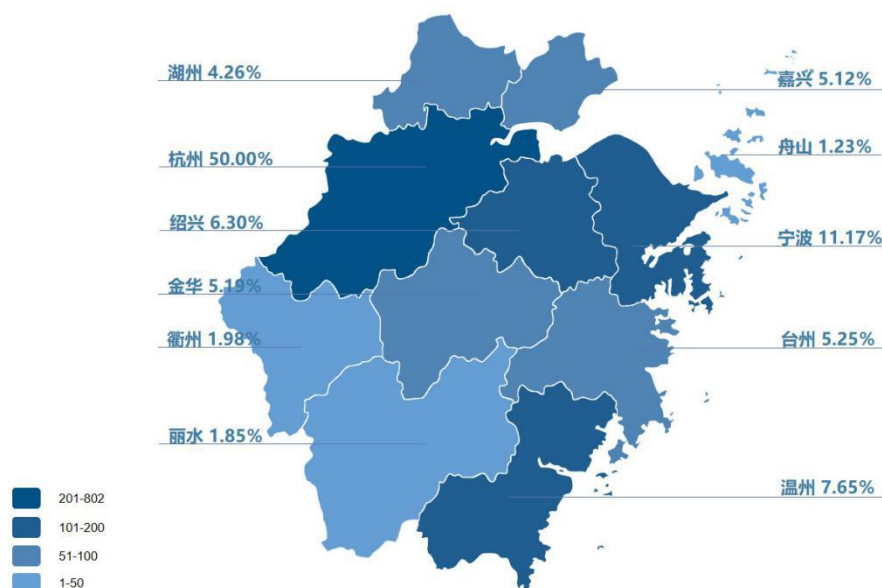 湖州 4.26%
嘉兴 5.12%
舟山 1.23%
杭州 50.00%
绍兴 6.30%
宁波 11.17%
金华 5.19%
衢州 1.98%
台州 5.25%
丽水 1.85%
温州 7.65%
201-802
101-200
51-100
1-50